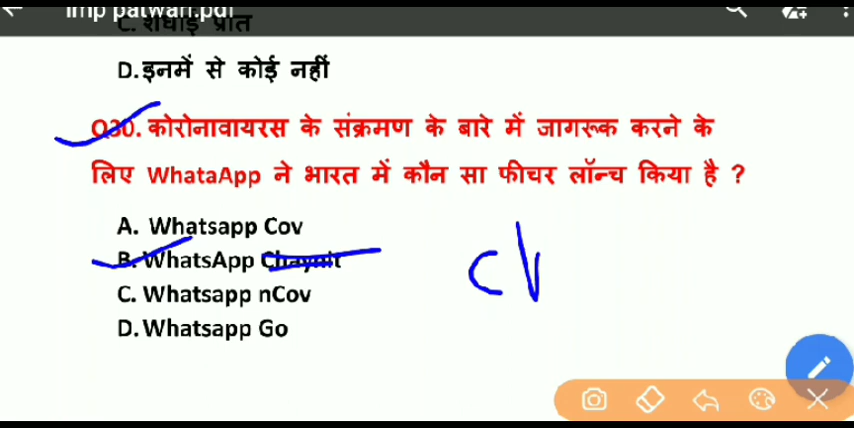 imp patwari.pdf
C. शंघाई प्रांत
D. इनमें से कोई नहीं
Q30. कोरोनावायरस के संक्रमण के बारे में जागरूक करने के
लिए WhataApp ने भारत में कौन सा फीचर लॉन्च किया है ?
A. Whatsapp Cov
B. WhatsApp
C. Whatsapp nCov
D. Whatsapp Go